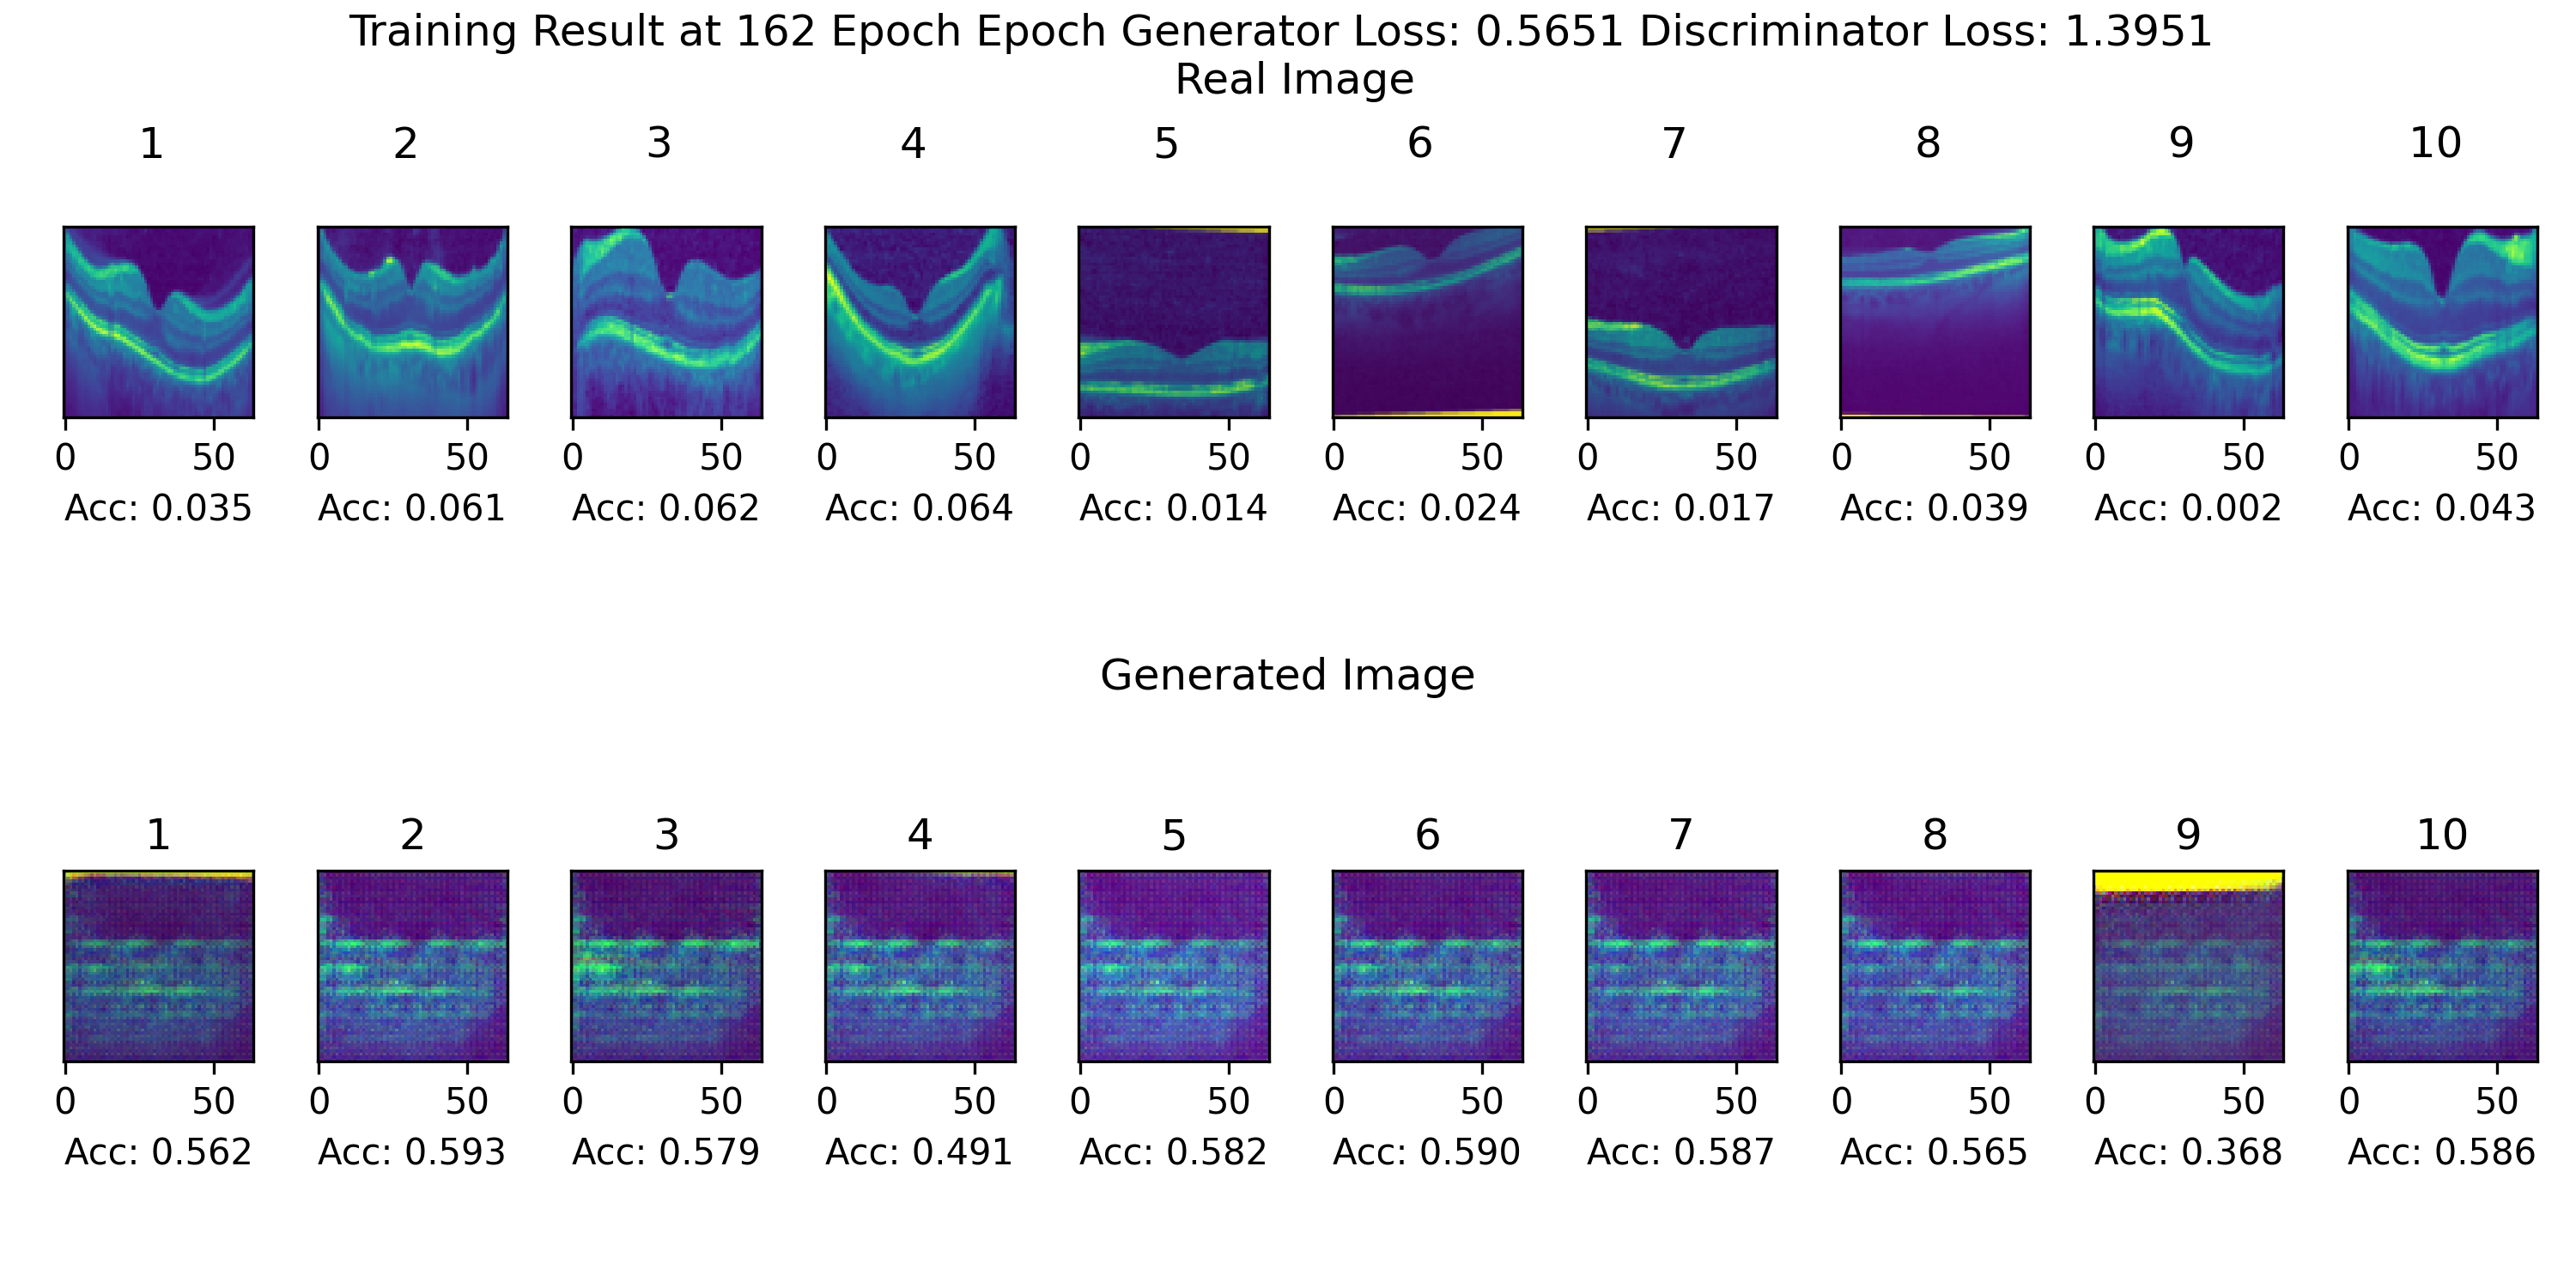 Training Result at 162 Epoch Epoch Generator Loss: 0.5651 Discriminator Loss: 1.3951
Real Image
1 2 3 4 5 6 7 8 9 10
0 50 0 50 0 50 0 50 0 50 0 50 0 50 0 50 0 50 0 50
Acc: 0.035 Acc: 0.061 Acc: 0.062 Acc: 0.064 Acc: 0.014 Acc: 0.024 Acc: 0.017 Acc: 0.039 Acc: 0.002 Acc: 0.043
Generated Image
1 2 3 4 5 6 7 8 9 10
0 50 0 50 0 50 0 50 0 50 0 50 0 50 0 50 0 50 0 50
Acc: 0.562 Acc: 0.593 Acc: 0.579 Acc: 0.491 Acc: 0.582 Acc: 0.590 Acc: 0.587 Acc: 0.565 Acc: 0.368 Acc: 0.586